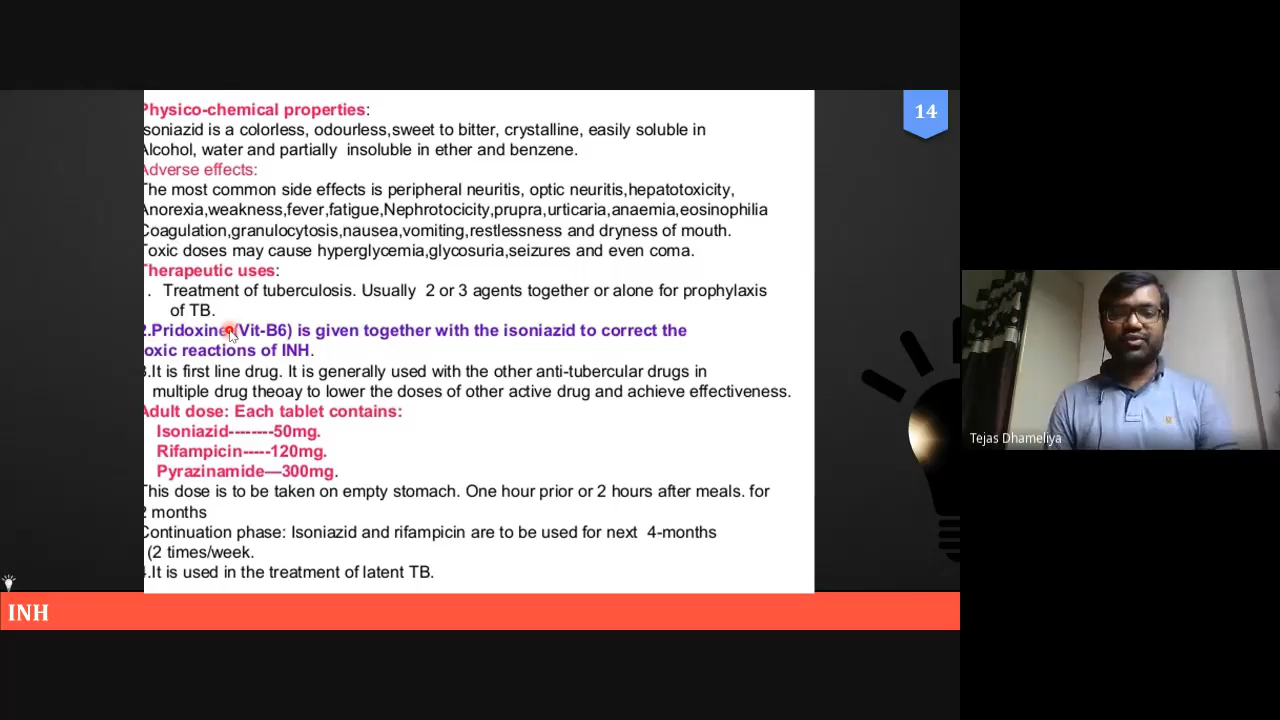 Physico-chemical properties:
soniazid is a colorless, odourless,sweet to bitter, crystalline, easily soluble in
Alcohol, water and partially insoluble in ether and benzene.
Adverse effects:
The most common side effects is peripheral neuritis, optic neuritis,hepatotoxicity,
Anorexia,weakness,fever,fatigue,Nephrotocicity,prupra,urticaria,anaemia,eosinophilia
Coagulation,granulocytosis,nausea,vomiting,restlessness and dryness of mouth.
Toxic doses may cause hyperglycemia,glycosuria,seizures and even coma.
Therapeutic uses:
. Treatment of tuberculosis. Usually 2 or 3 agents together or alone for prophylaxis
of TB.
2.Pridoxine (Vit-B6) is given together with the isoniazid to correct the
oxic reactions of INH.
3.It is first line drug. It is generally used with the other anti-tubercular drugs in
multiple drug theoay to lower the doses of other active drug and achieve effectiveness.
Adult dose: Each tablet contains:
Isoniazid--------50mg.
Rifampicin-----120mg.
Pyrazinamide—300mg.
This dose is to be taken on empty stomach. One hour prior or 2 hours after meals. for
2 months
Continuation phase: Isoniazid and rifampicin are to be used for next 4-months
(2 times/week.
4.It is used in the treatment of latent TB.
14
INH
Tejas Dhameliya